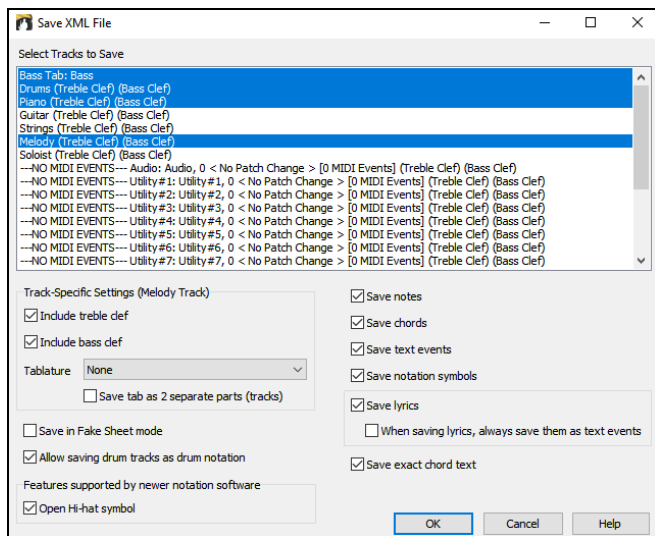 Save XML File
Select Tracks to Save
Bass Tab: Bass
Drums (Treble Clef) (Bass Clef)
Piano (Treble Clef) (Bass Clef)
Guitar (Treble Clef) (Bass Clef)
Strings (Treble Clef) (Bass Clef)
Melody (Treble Clef) (Bass Clef)
Soloist (Treble Clef) (Bass Clef)
---NO MIDI EVENTS--- Audio: Audio, 0 < No Patch Change > [0 MIDI Events] (Treble Clef) (Bass Clef)
---NO MIDI EVENTS--- Utility#1: Utility#1, 0 < No Patch Change > [0 MIDI Events] (Treble Clef) (Bass Clef)
---NO MIDI EVENTS--- Utility#2: Utility#2, 0 < No Patch Change > [0 MIDI Events] (Treble Clef) (Bass Clef)
---NO MIDI EVENTS--- Utility#3: Utility#3, 0 < No Patch Change > [0 MIDI Events] (Treble Clef) (Bass Clef)
---NO MIDI EVENTS--- Utility#4: Utility#4, 0 < No Patch Change > [0 MIDI Events] (Treble Clef) (Bass Clef)
---NO MIDI EVENTS--- Utility#5: Utility#5, 0 < No Patch Change > [0 MIDI Events] (Treble Clef) (Bass Clef)
---NO MIDI EVENTS--- Utility#6: Utility#6, 0 < No Patch Change > [0 MIDI Events] (Treble Clef) (Bass Clef)
---NO MIDI EVENTS--- Utility#7: Utility#7, 0 < No Patch Change > [0 MIDI Events] (Treble Clef) (Bass Clef)
Track-Specific Settings (Melody Track)
Include treble clef
Include bass clef
Tablature None
Save tab as 2 separate parts (tracks)
Save in Fake Sheet mode
Allow saving drum tracks as drum notation
Features supported by newer notation software
Open Hi-hat symbol
Save notes
Save chords
Save text events
Save notation symbols
Save lyrics
When saving lyrics, always save them as text events
Save exact chord text
OK Cancel Help